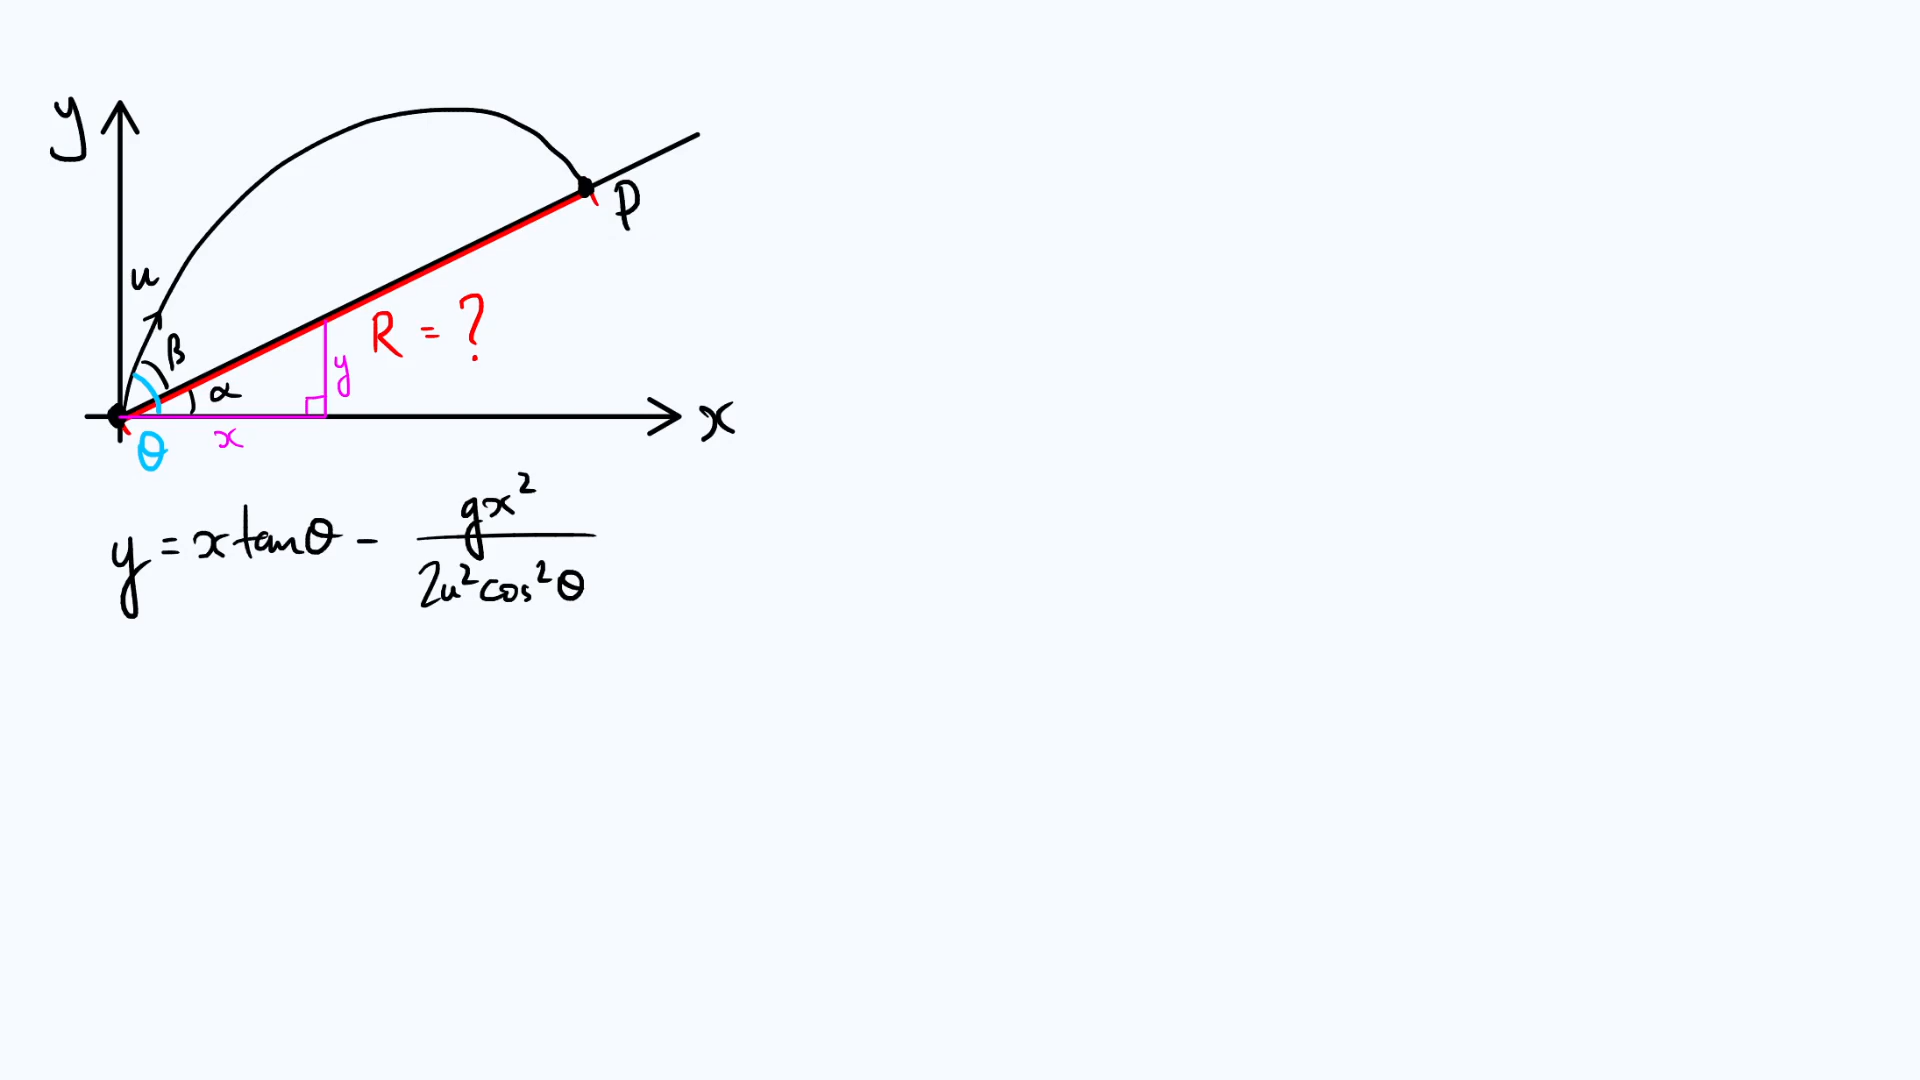 y
u
P
β
R = ?
y
α
x
x
θ
y = x tanθ - gx² / 2u²cos²θ